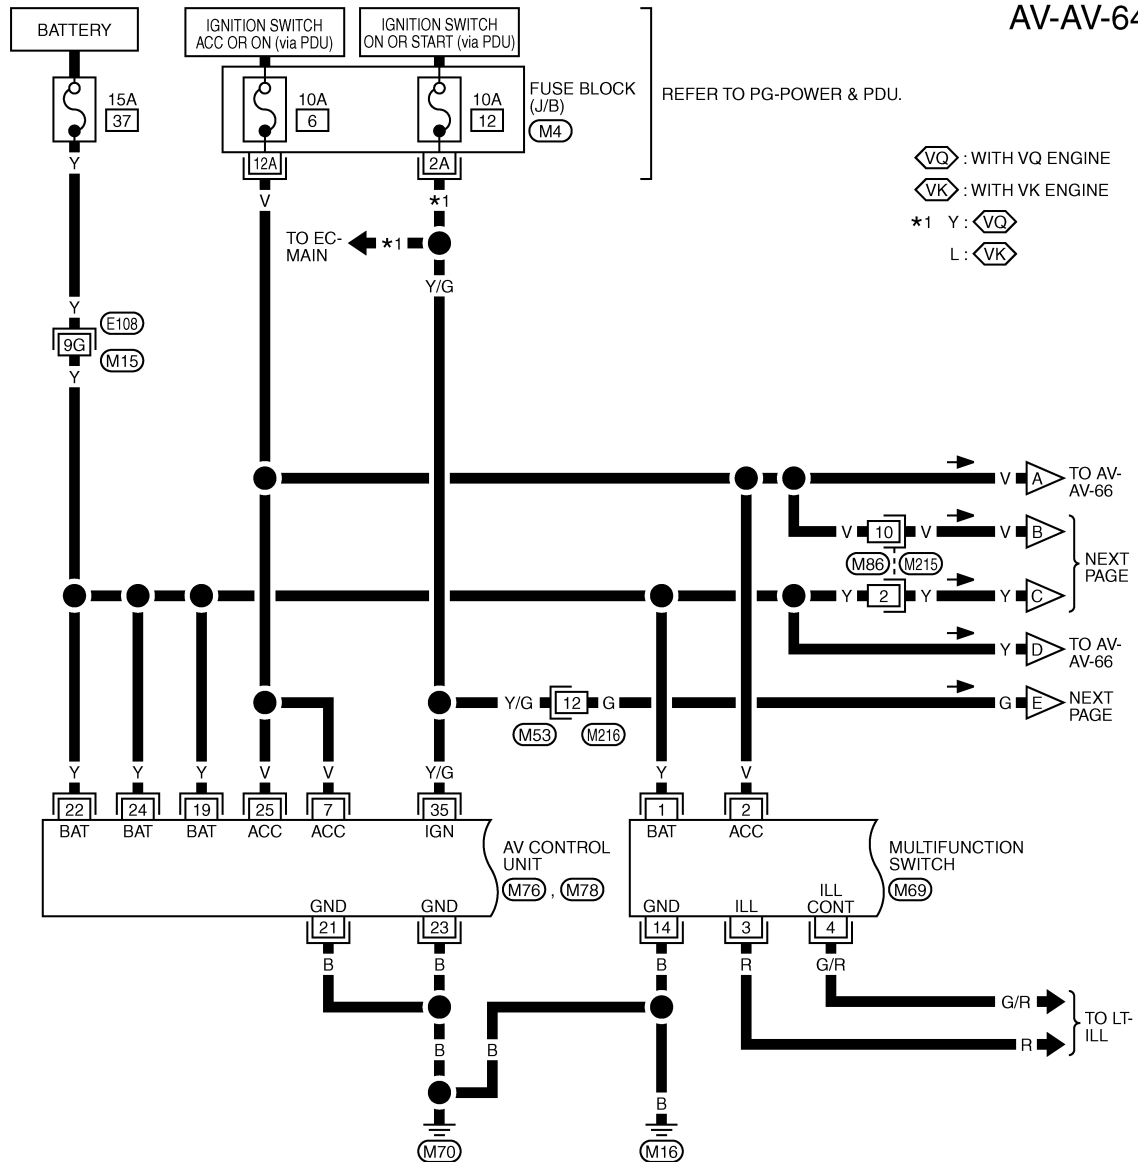 AV-AV-64
BATTERY
IGNITION SWITCH
ACC OR ON (via PDU)
IGNITION SWITCH
ON OR START (via PDU)
15A
37
10A
6
10A
12
FUSE BLOCK
(J/B)
M4
REFER TO PG-POWER & PDU.
12A
2A
Y
V
*1
VQ : WITH VQ ENGINE
VK : WITH VK ENGINE
*1 Y : VQ
L : VK
TO EC-
MAIN
*1
Y/G
Y
E108
9G
M15
Y
V
A
TO AV-
AV-66
V
10
V
V
B
M86
M215
NEXT
PAGE
Y
2
Y
Y
C
Y
D
TO AV-
AV-66
Y/G
12
G
G
E
NEXT
PAGE
M53
M216
Y
Y
Y
V
V
Y/G
Y
V
22
24
19
25
7
35
1
2
BAT
BAT
BAT
ACC
ACC
IGN
BAT
ACC
AV CONTROL
UNIT
M76 , M78
MULTIFUNCTION
SWITCH
M69
GND
GND
GND
ILL
ILL
CONT
21
23
14
3
4
B
B
B
R
G/R
G/R
TO LT-
ILL
R
B
B
B
M70
M16